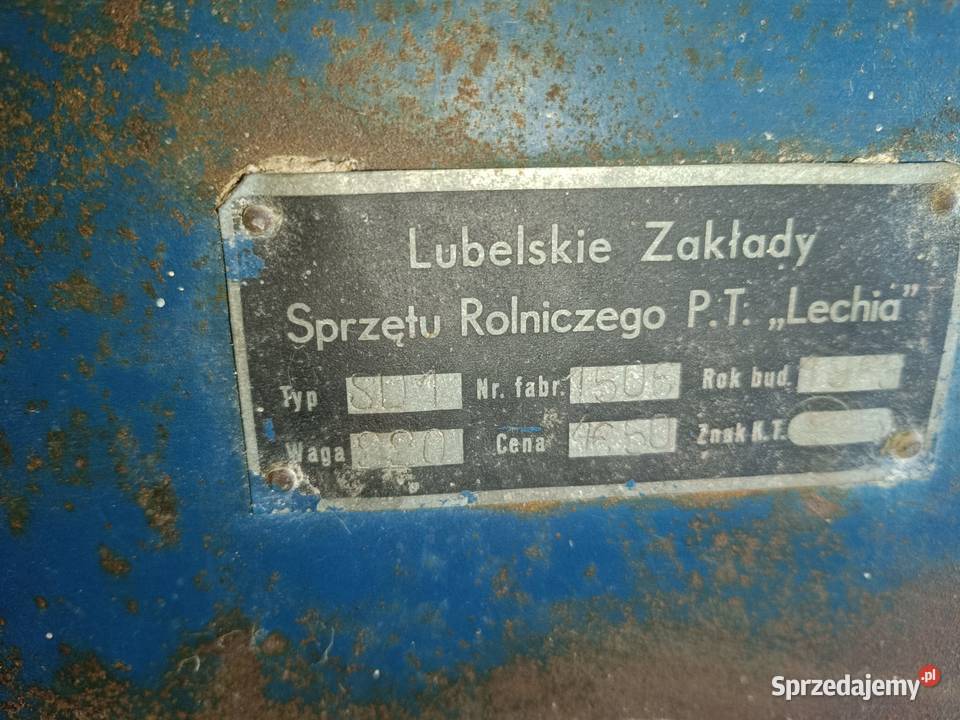 Lubelskie Zakłady
Sprzętu Rolniczego P.T. „Lechia”
Typ Nr. fabr. Rok bud.
Waga Cena Znak K.T.
Sprzedajemy.pl